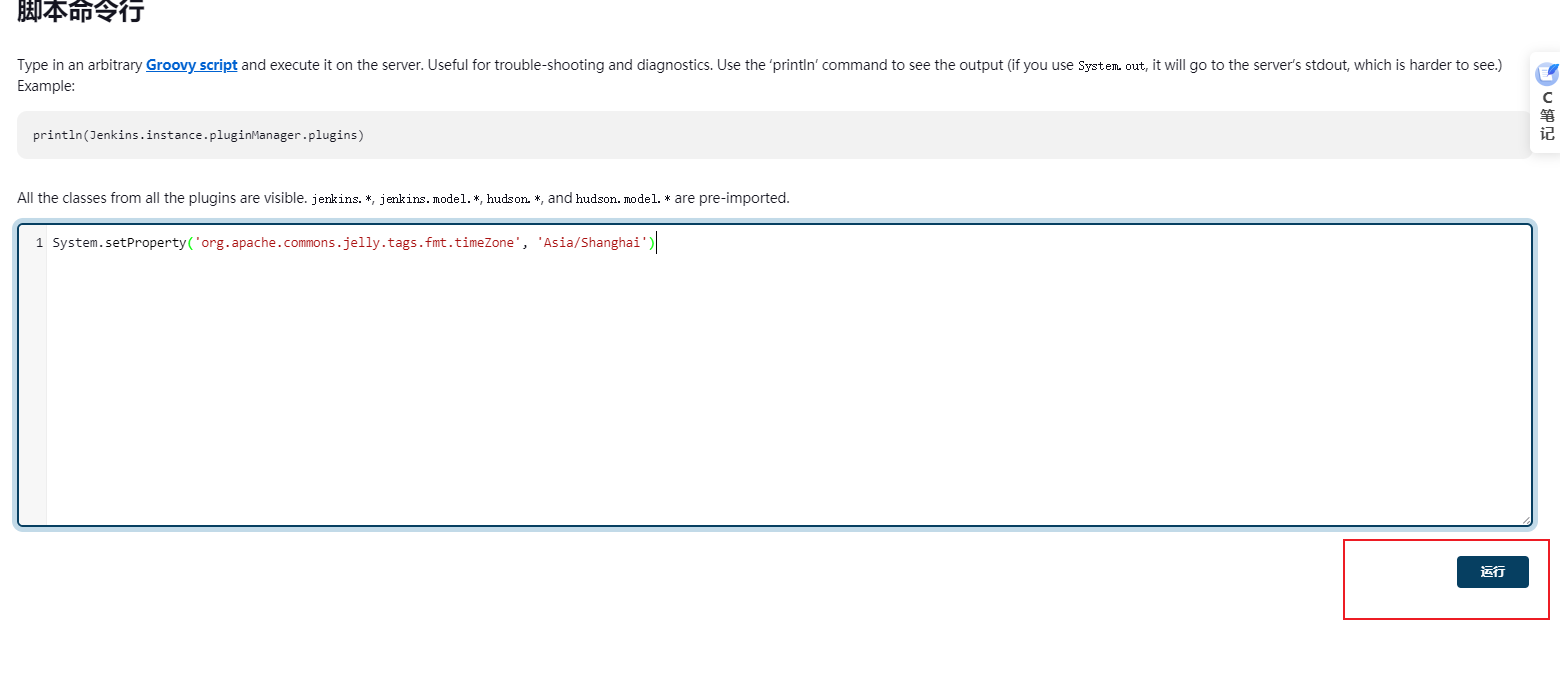 脚本命令行
Type in an arbitrary Groovy script and execute it on the server. Useful for trouble-shooting and diagnostics. Use the ‘println’ command to see the output (if you use System.out, it will go to the server’s stdout, which is harder to see.)
Example:
println(Jenkins.instance.pluginManager.plugins)
All the classes from all the plugins are visible. jenkins.*, jenkins.model.*, hudson.*, and hudson.model.* are pre-imported.
1 System.setProperty('org.apache.commons.jelly.tags.fmt.timeZone', 'Asia/Shanghai')
运行
C
笔
记